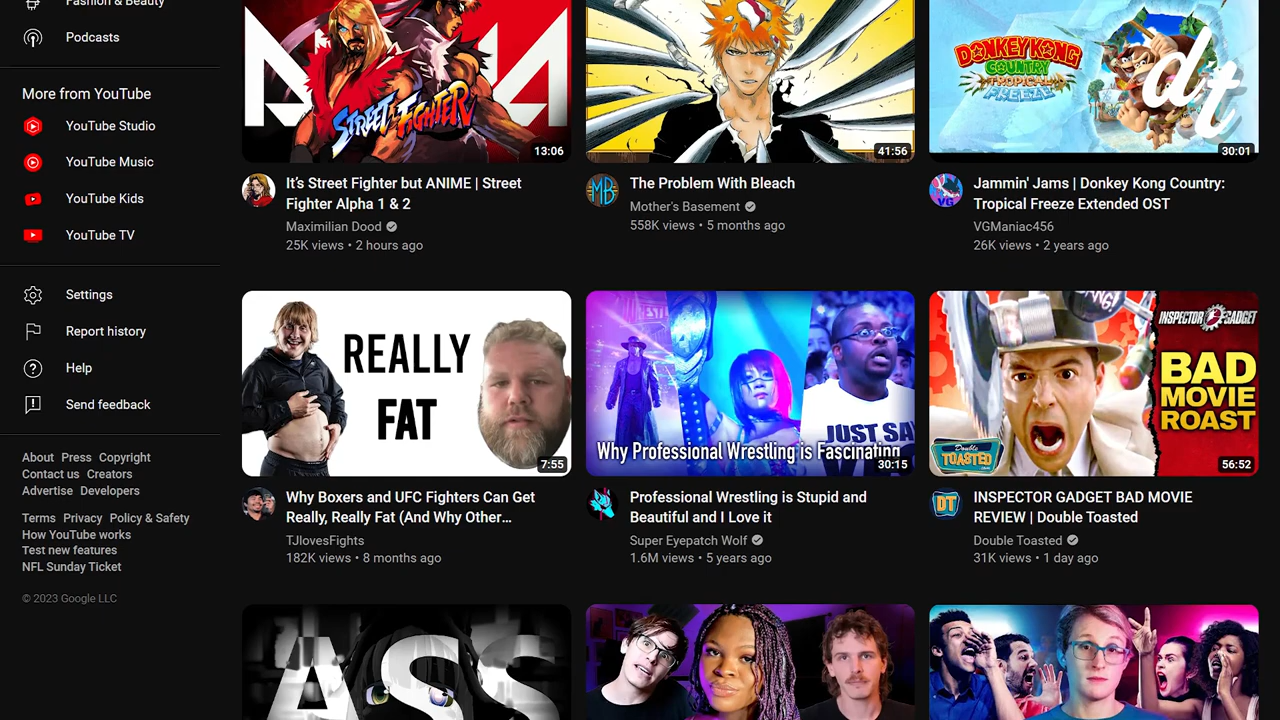 Fashion & Beauty
Podcasts
More from YouTube
YouTube Studio
YouTube Music
YouTube Kids
YouTube TV
Settings
Report history
Help
Send feedback
About Press Copyright
Contact us Creators
Advertise Developers
Terms Privacy Policy & Safety
How YouTube works
Test new features
NFL Sunday Ticket
© 2023 Google LLC
STREET FIGHTER
13:06
It's Street Fighter but ANIME | Street
Fighter Alpha 1 & 2
Maximilian Dood
25K views • 2 hours ago
41:56
MB
The Problem With Bleach
Mother's Basement
558K views • 5 months ago
DONKEY KONG
COUNTRY
TROPICAL
FREEZE
dt
30:01
VG
Jammin' Jams | Donkey Kong Country:
Tropical Freeze Extended OST
VGManiac456
26K views • 2 years ago
REALLY
FAT
7:55
Why Boxers and UFC Fighters Can Get
Really, Really Fat (And Why Other...
TJlovesFights
182K views • 8 months ago
JUST SA
Why Professional Wrestling is Fascinating
30:15
Professional Wrestling is Stupid and
Beautiful and I Love it
Super Eyepatch Wolf
1.6M views • 5 years ago
BANG!
INSPECTOR GADGET
BAD
MOVIE
ROAST
Double
TOASTED
56:52
DT
INSPECTOR GADGET BAD MOVIE
REVIEW | Double Toasted
Double Toasted
31K views • 1 day ago
ASS